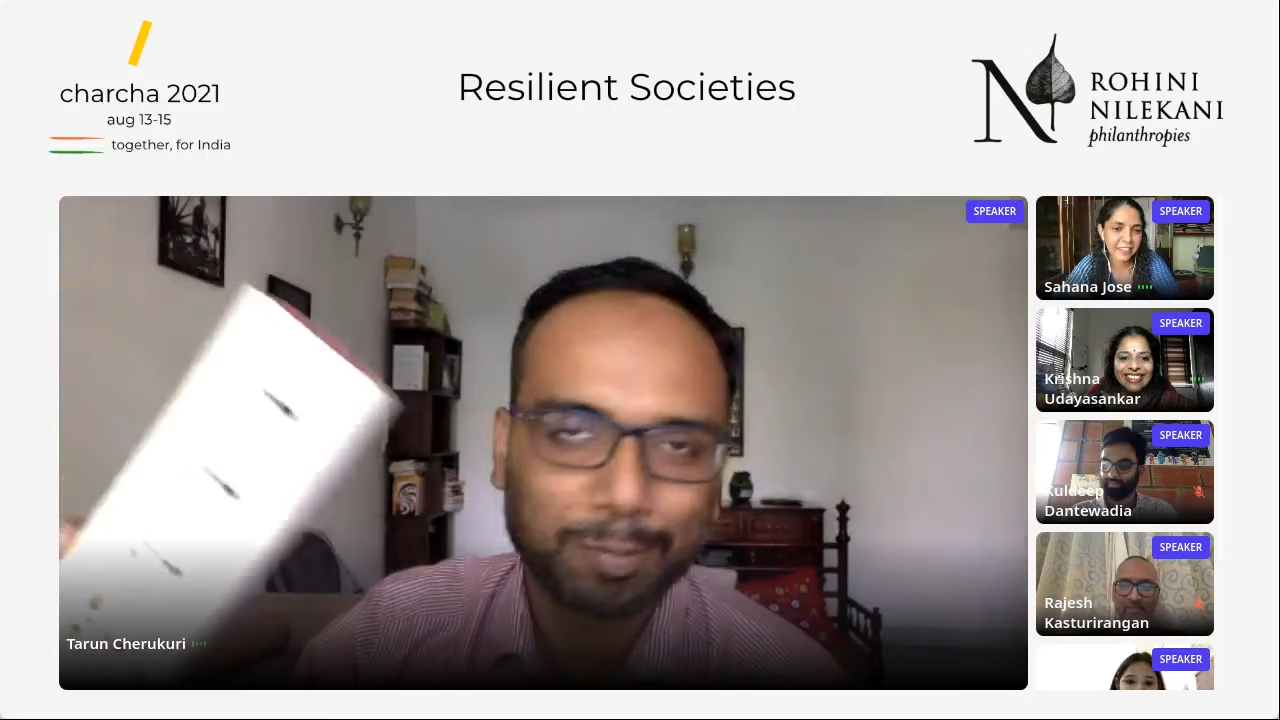 charcha 2021
aug 13-15
together, for India
Resilient Societies
ROHINI
NILEKANI
philanthropies
SPEAKER
Tarun Cherukuri
SPEAKER
Sahana Jose
SPEAKER
Krishna
Udayasankar
SPEAKER
Kuldeep
Dantewadia
SPEAKER
Rajesh
Kasturirangan
SPEAKER